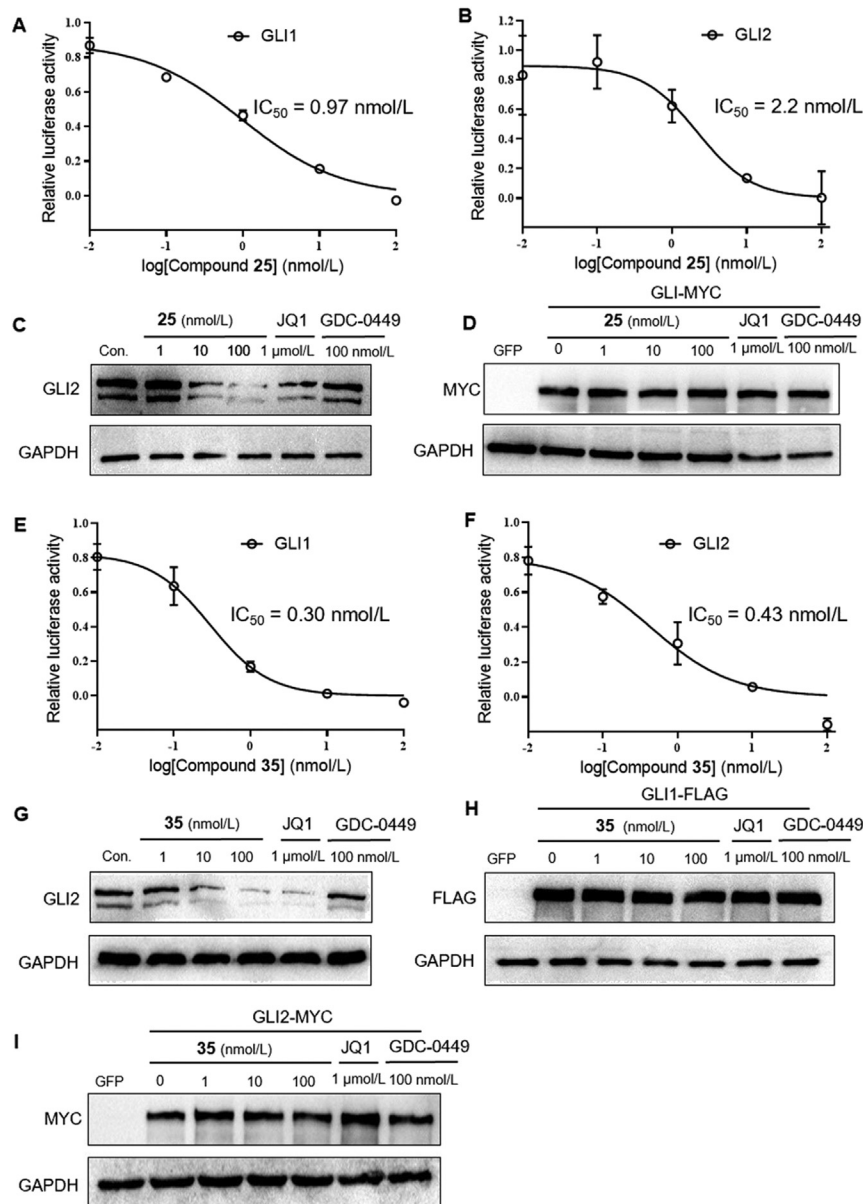 A
GLI1
IC50 = 0.97 nmol/L
Relative luciferase activity
1.0
0.8
0.6
0.4
0.2
0.0
-2 -1 0 1 2
log[Compound 25] (nmol/L)
B
GLI2
IC50 = 2.2 nmol/L
Relative luciferase activity
1.2
1.0
0.8
0.6
0.4
0.2
0.0
-2 -1 0 1 2
log[Compound 25] (nmol/L)
C
25 (nmol/L) JQ1 GDC-0449
Con. 1 10 100 1 µmol/L 100 nmol/L
GLI2
GAPDH
D
GLI-MYC
25 (nmol/L) JQ1 GDC-0449
GFP 0 1 10 100 1 µmol/L 100 nmol/L
MYC
GAPDH
E
GLI1
IC50 = 0.30 nmol/L
Relative luciferase activity
1.0
0.8
0.6
0.4
0.2
0.0
-2 -1 0 1 2
log[Compound 35] (nmol/L)
F
GLI2
IC50 = 0.43 nmol/L
Relative luciferase activity
1.0
0.8
0.6
0.4
0.2
0.0
-2 -1 0 1 2
log[Compound 35] (nmol/L)
G
35 (nmol/L) JQ1 GDC-0449
Con. 1 10 100 1 µmol/L 100 nmol/L
GLI2
GAPDH
H
GLI1-FLAG
35 (nmol/L) JQ1 GDC-0449
GFP 0 1 10 100 1 µmol/L 100 nmol/L
FLAG
GAPDH
I
GLI2-MYC
35 (nmol/L) JQ1 GDC-0449
GFP 0 1 10 100 1 µmol/L 100 nmol/L
MYC
GAPDH